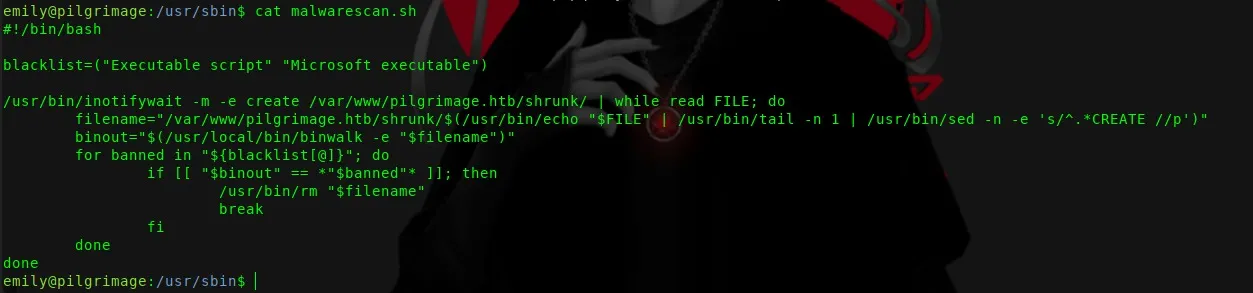 emily@pilgrimage:/usr/sbin$ cat malwarescan.sh
#!/bin/bash
blacklist=("Executable script" "Microsoft executable")
/usr/bin/inotifywait -m -e create /var/www/pilgrimage.htb/shrunk/ | while read FILE; do
        filename="/var/www/pilgrimage.htb/shrunk/$(/usr/bin/echo "$FILE" | /usr/bin/tail -n 1 | /usr/bin/sed -n -e 's/^.*CREATE //p')"
        binout="$(/usr/local/bin/binwalk -e "$filename")"
        for banned in "${blacklist[@]}"; do
                if [[ "$binout" == *"$banned"* ]]; then
                        /usr/bin/rm "$filename"
                        break
                fi
        done
done
emily@pilgrimage:/usr/sbin$